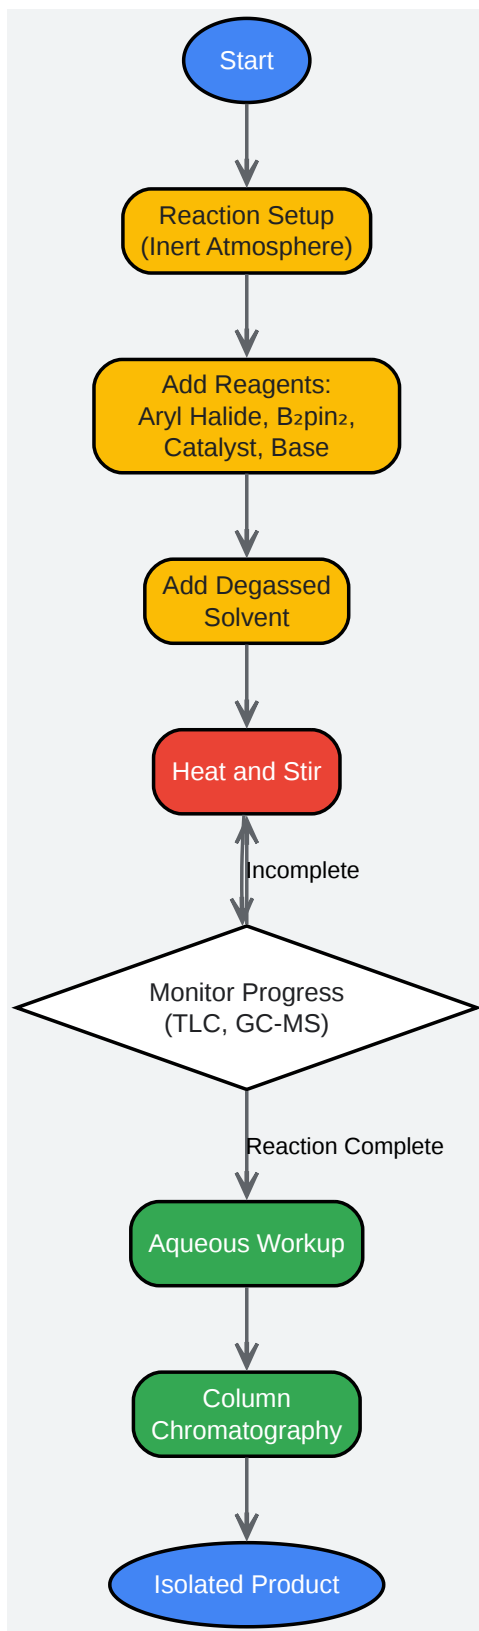 Start
Reaction Setup
(Inert Atmosphere)
Add Reagents:
Aryl Halide, B₂pin₂,
Catalyst, Base
Add Degassed
Solvent
Heat and Stir
Incomplete
Monitor Progress
(TLC, GC-MS)
Reaction Complete
Aqueous Workup
Column
Chromatography
Isolated Product